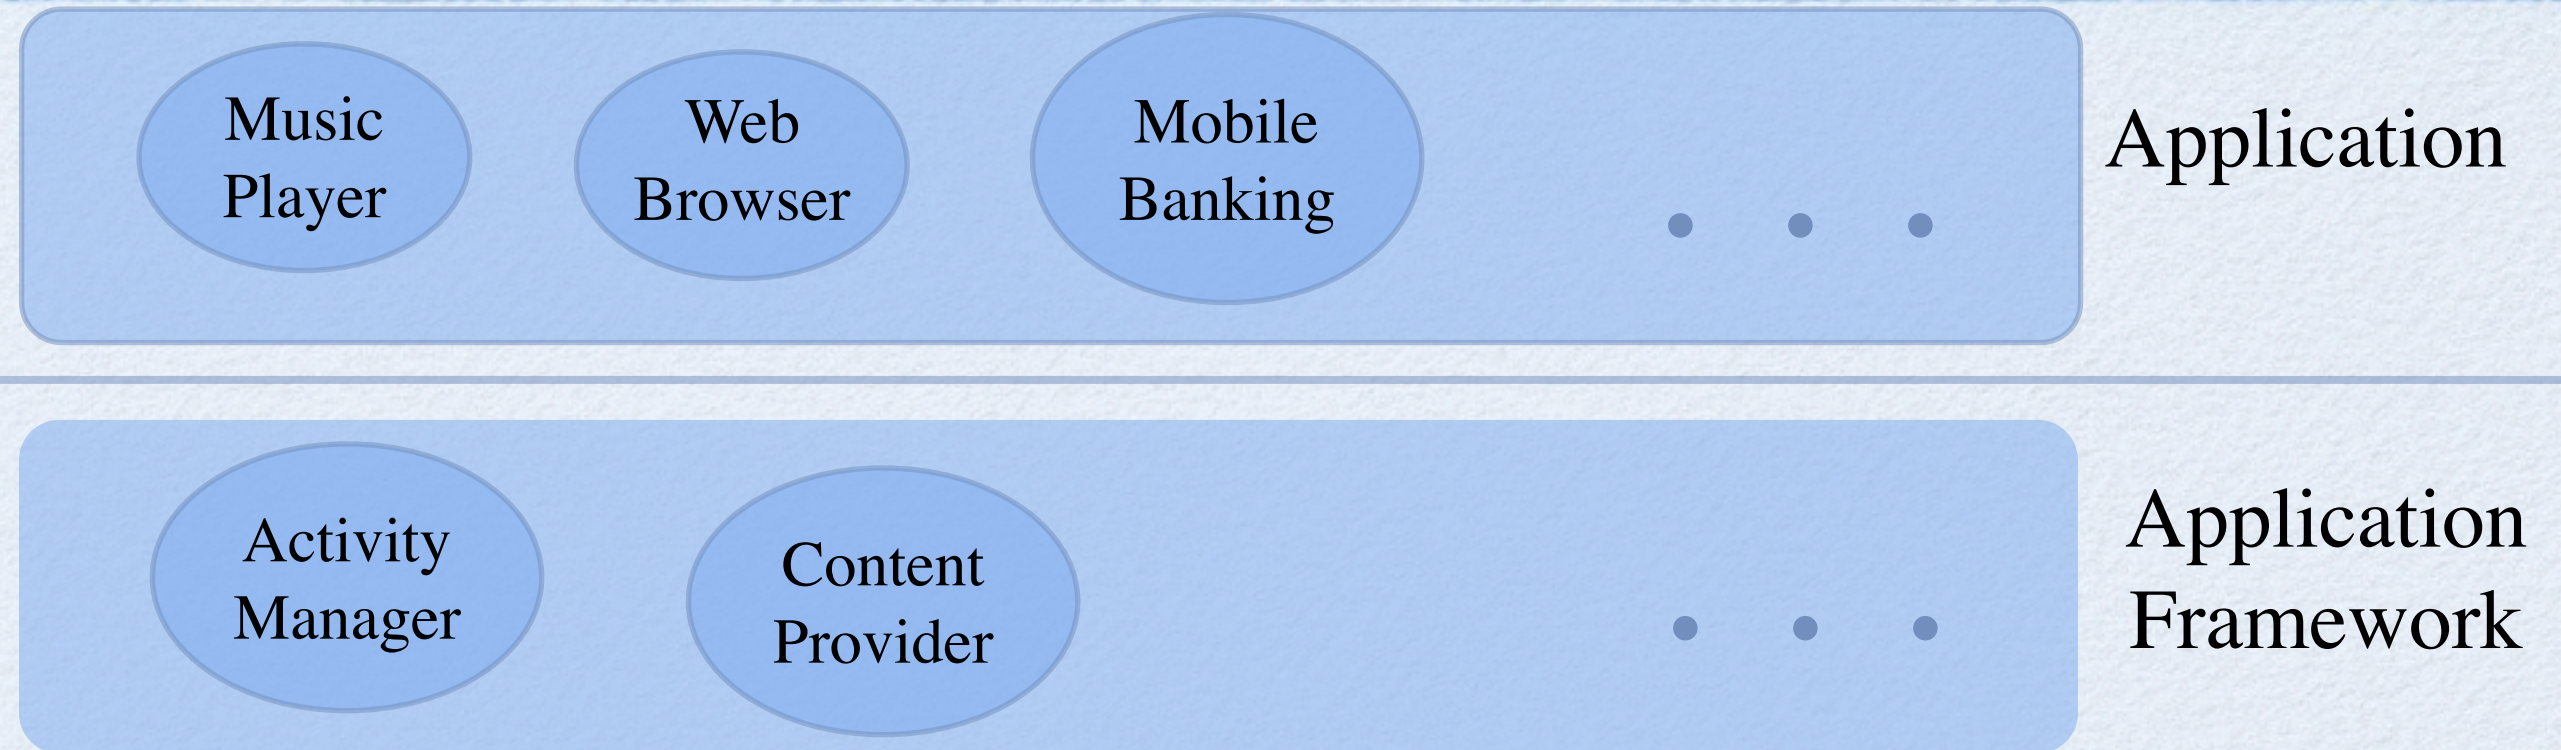 Music
Player
Web
Browser
Mobile
Banking
Application
Activity
Manager
Content
Provider
Application
Framework